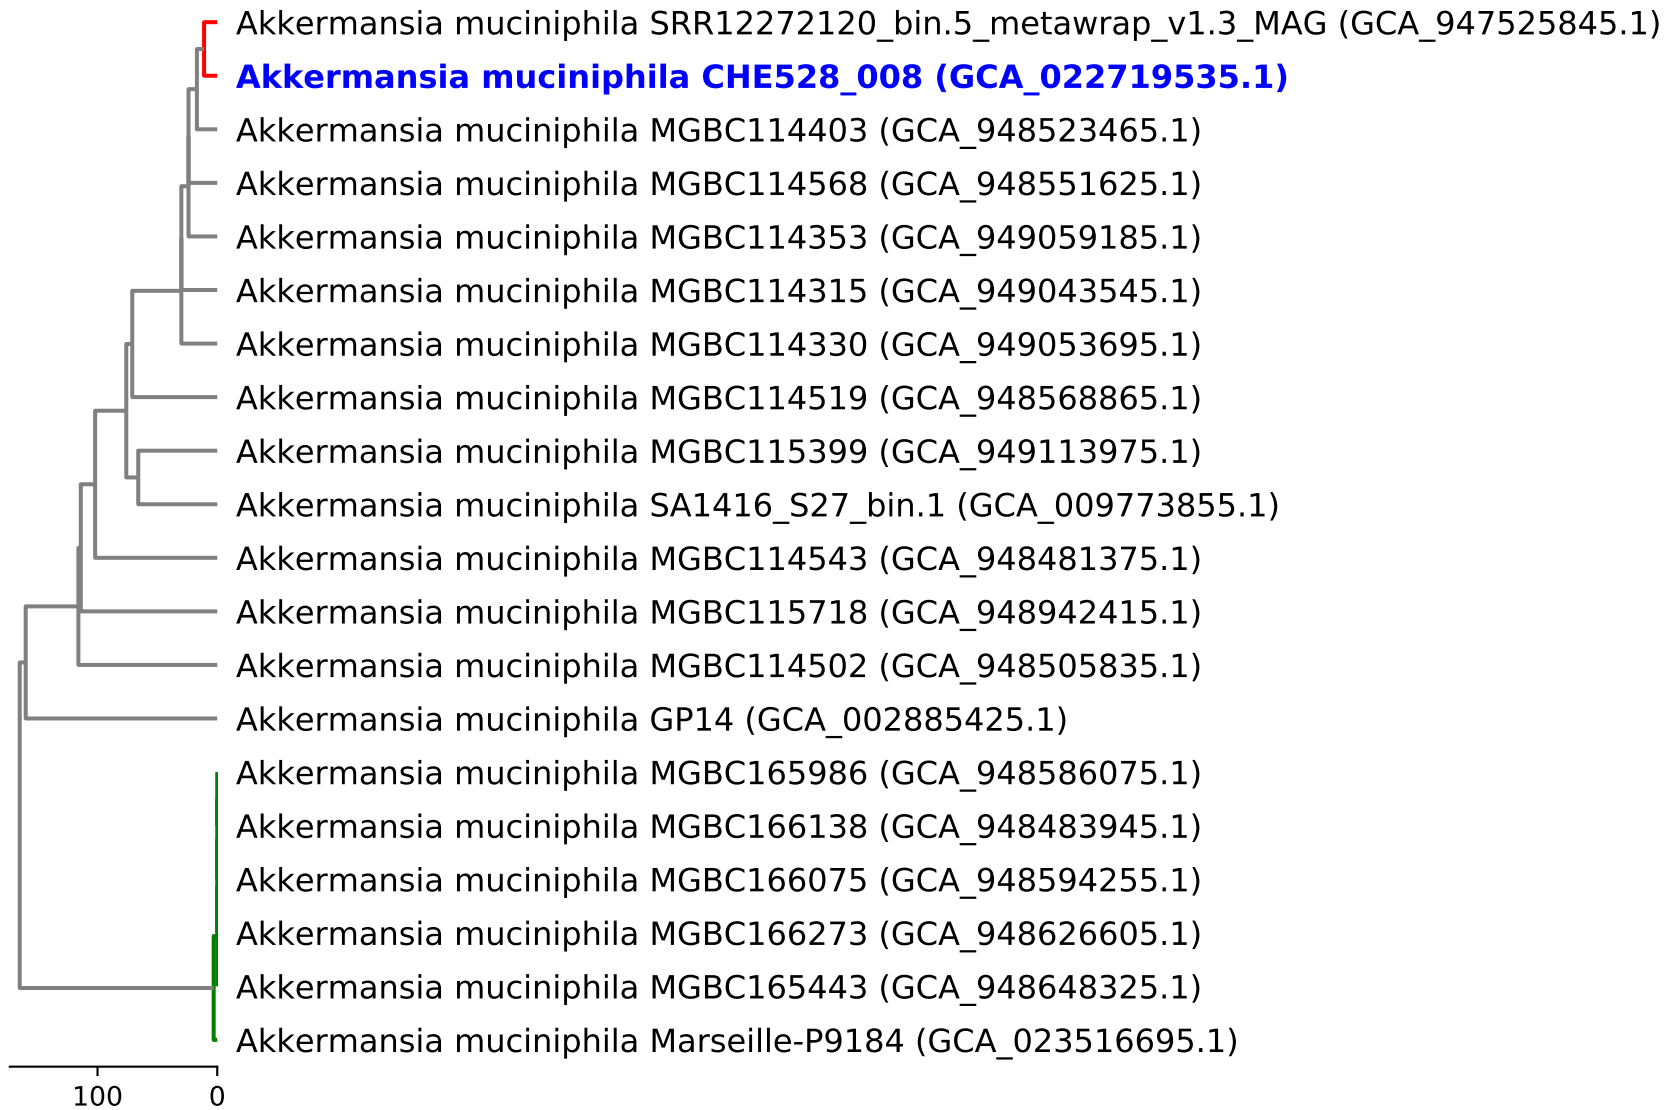 Akkermansia muciniphila SRR12272120_bin.5_metawrap_v1.3_MAG (GCA_947525845.1)
Akkermansia muciniphila CHE528_008 (GCA_022719535.1)
Akkermansia muciniphila MGBC114403 (GCA_948523465.1)
Akkermansia muciniphila MGBC114568 (GCA_948551625.1)
Akkermansia muciniphila MGBC114353 (GCA_949059185.1)
Akkermansia muciniphila MGBC114315 (GCA_949043545.1)
Akkermansia muciniphila MGBC114330 (GCA_949053695.1)
Akkermansia muciniphila MGBC114519 (GCA_948568865.1)
Akkermansia muciniphila MGBC115399 (GCA_949113975.1)
Akkermansia muciniphila SA1416_S27_bin.1 (GCA_009773855.1)
Akkermansia muciniphila MGBC114543 (GCA_948481375.1)
Akkermansia muciniphila MGBC115718 (GCA_948942415.1)
Akkermansia muciniphila MGBC114502 (GCA_948505835.1)
Akkermansia muciniphila GP14 (GCA_002885425.1)
Akkermansia muciniphila MGBC165986 (GCA_948586075.1)
Akkermansia muciniphila MGBC166138 (GCA_948483945.1)
Akkermansia muciniphila MGBC166075 (GCA_948594255.1)
Akkermansia muciniphila MGBC166273 (GCA_948626605.1)
Akkermansia muciniphila MGBC165443 (GCA_948648325.1)
Akkermansia muciniphila Marseille-P9184 (GCA_023516695.1)
100 0